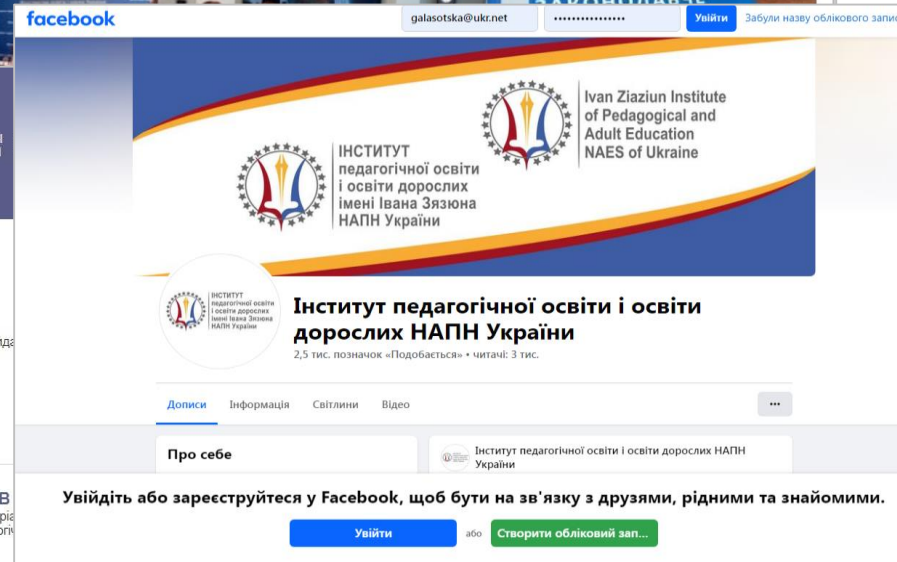 facebook
galasotska@ukr.net
••••••••••••••••
Увійти
Забули назву облікового запис
Ivan Ziaziun Institute
of Pedagogical and
Adult Education
NAES of Ukraine
ІНСТИТУТ
педагогічної освіти
і освіти дорослих
імені Івана Зязюна
НАПН України
ІНСТИТУТ
педагогічної освіти
і освіти дорослих
імені Івана Зязюна
НАПН України
Інститут педагогічної освіти і освіти
дорослих НАПН України
2,5 тис. позначок «Подобається» • читачі: 3 тис.
Дописи Інформація Світлини Відео
Про себе
Інститут педагогічної освіти і освіти дорослих НАПН
України
Увійдіть або зареєструйтеся у Facebook, щоб бути на зв'язку з друзями, рідними та знайомими.
Увійти або Створити обліковий зап...